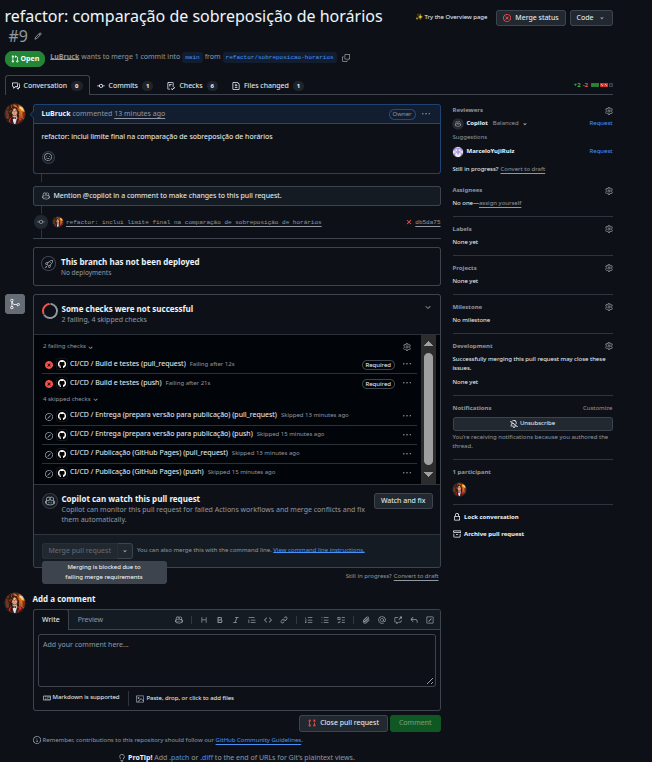 refactor: comparação de sobreposição de horários
#9
✨ Try the Overview page
Merge status
Code
Open
LuBruck wants to merge 1 commit into main from refactor/sobreposicao-horarios
Conversation 0
Commits 1
Checks 6
Files changed 1
+2 -2
LuBruck commented 13 minutes ago
Owner
refactor: inclui limite final na comparação de sobreposição de horários
Mention @copilot in a comment to make changes to this pull request.
refactor: inclui limite final na comparação de sobreposição de horários
db5da75
This branch has not been deployed
No deployments
Some checks were not successful
2 failing, 4 skipped checks
2 failing checks
CI/CD / Build e testes (pull_request) Failing after 12s
Required
CI/CD / Build e testes (push) Failing after 21s
Required
4 skipped checks
CI/CD / Entrega (prepara versão para publicação) (pull_request) Skipped 13 minutes ago
CI/CD / Entrega (prepara versão para publicação) (push) Skipped 15 minutes ago
CI/CD / Publicação (GitHub Pages) (pull_request) Skipped 13 minutes ago
CI/CD / Publicação (GitHub Pages) (push) Skipped 15 minutes ago
Copilot can watch this pull request
Copilot can monitor this pull request for failed Actions workflows and merge conflicts and fix
them automatically.
Watch and fix
Merge pull request
You can also merge this with the command line. View command line instructions.
Merging is blocked due to
failing merge requirements
Still in progress? Convert to draft
Add a comment
Write
Preview
Add your comment here...
Markdown is supported
Paste, drop, or click to add files
Close pull request
Comment
Remember, contributions to this repository should follow our GitHub Community Guidelines.
ProTip! Add .patch or .diff to the end of URLs for Git's plaintext views.
Reviewers
Copilot Balanced
Request
Suggestions
MarceloYujiRuiz
Request
Still in progress? Convert to draft
Assignees
No one—assign yourself
Labels
None yet
Projects
None yet
Milestone
No milestone
Development
Successfully merging this pull request may close these
issues.
None yet
Notifications
Customize
Unsubscribe
You're receiving notifications because you authored the
thread.
1 participant
Lock conversation
Archive pull request